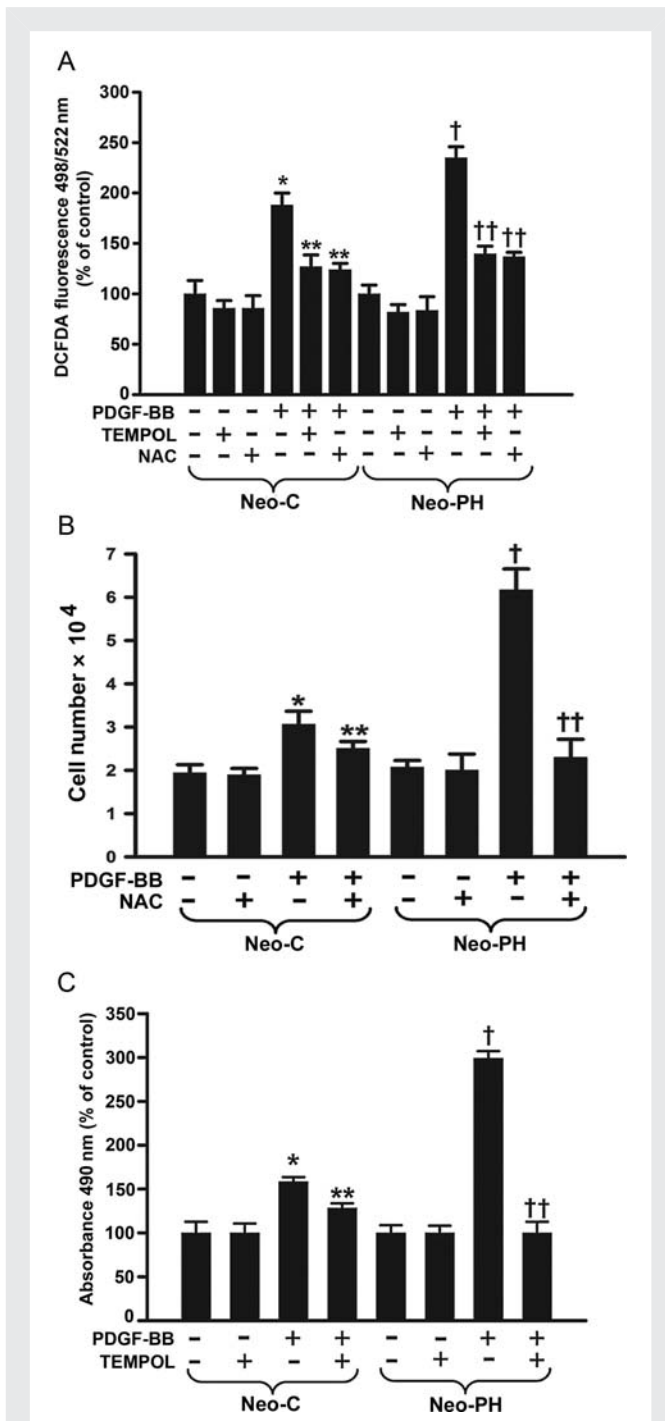 A
DCFDA fluorescence 498/522 nm
(% of control)
300
250
200
150
100
50
0
*
**
**
†
††
††
PDGF-BB - - - + + + - - - + + +
TEMPOL - + - - + - - + - - + -
NAC - - + - - + - - + - - +
Neo-C Neo-PH
B
Cell number × 10⁴
7
6
5
4
3
2
1
0
*
**
†
††
PDGF-BB - - + + - - + +
NAC - + - + - + - +
Neo-C Neo-PH
C
Absorbance 490 nm (% of control)
350
300
250
200
150
100
50
0
*
**
†
††
PDGF-BB - - + + - - + +
TEMPOL - + - + - + - +
Neo-C Neo-PH